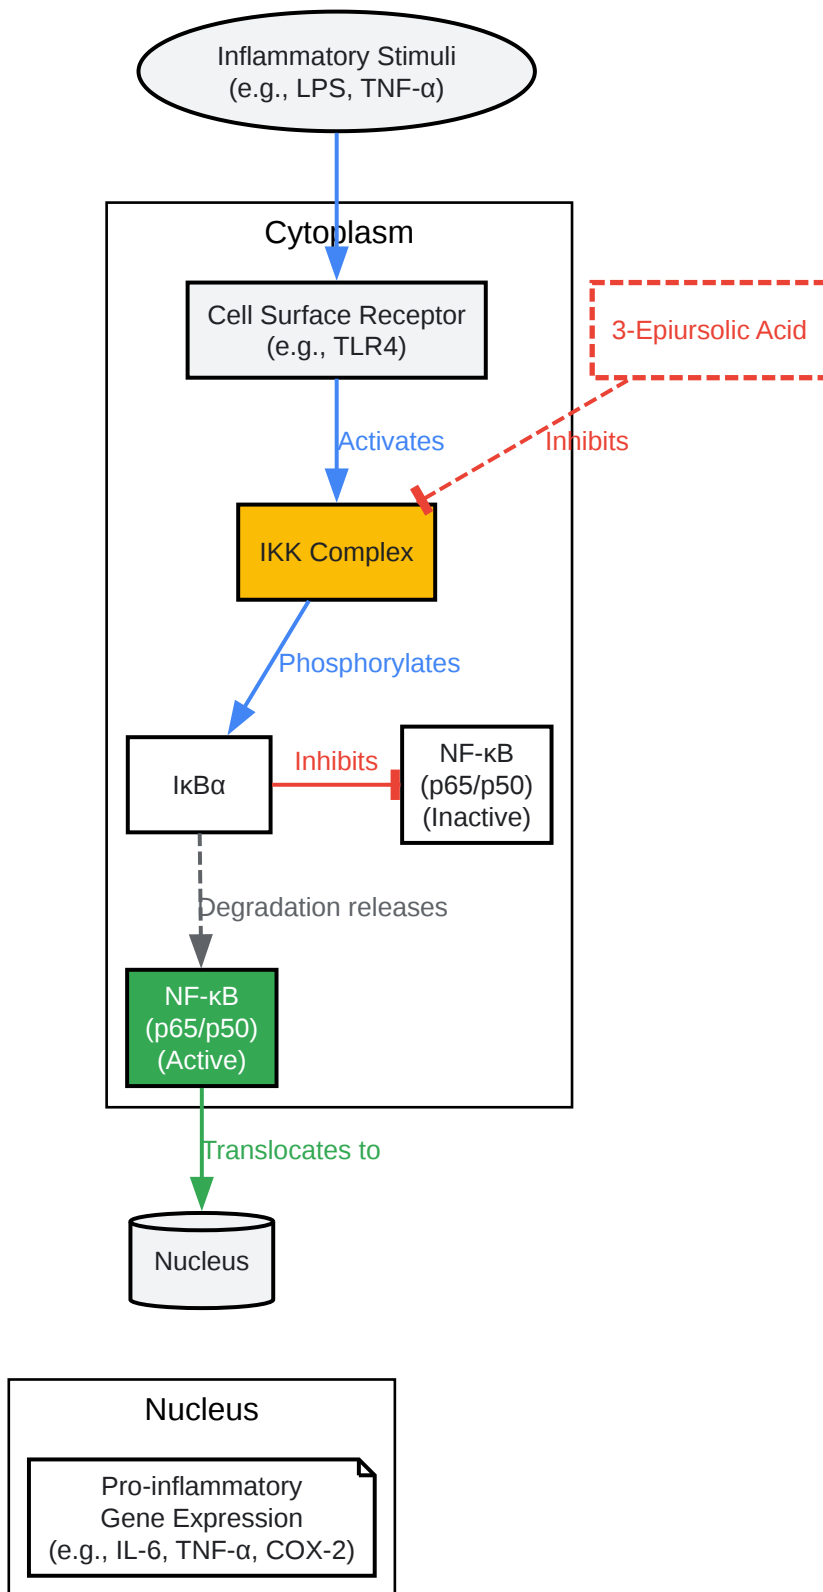 Inflammatory Stimuli
(e.g., LPS, TNF-α)
Cytoplasm
Cell Surface Receptor
(e.g., TLR4)
3-Epiursolic Acid
Activates
Inhibits
IKK Complex
Phosphorylates
IκBα
Inhibits
NF-κB
(p65/p50)
(Inactive)
Degradation releases
NF-κB
(p65/p50)
(Active)
Translocates to
Nucleus
Nucleus
Pro-inflammatory
Gene Expression
(e.g., IL-6, TNF-α, COX-2)